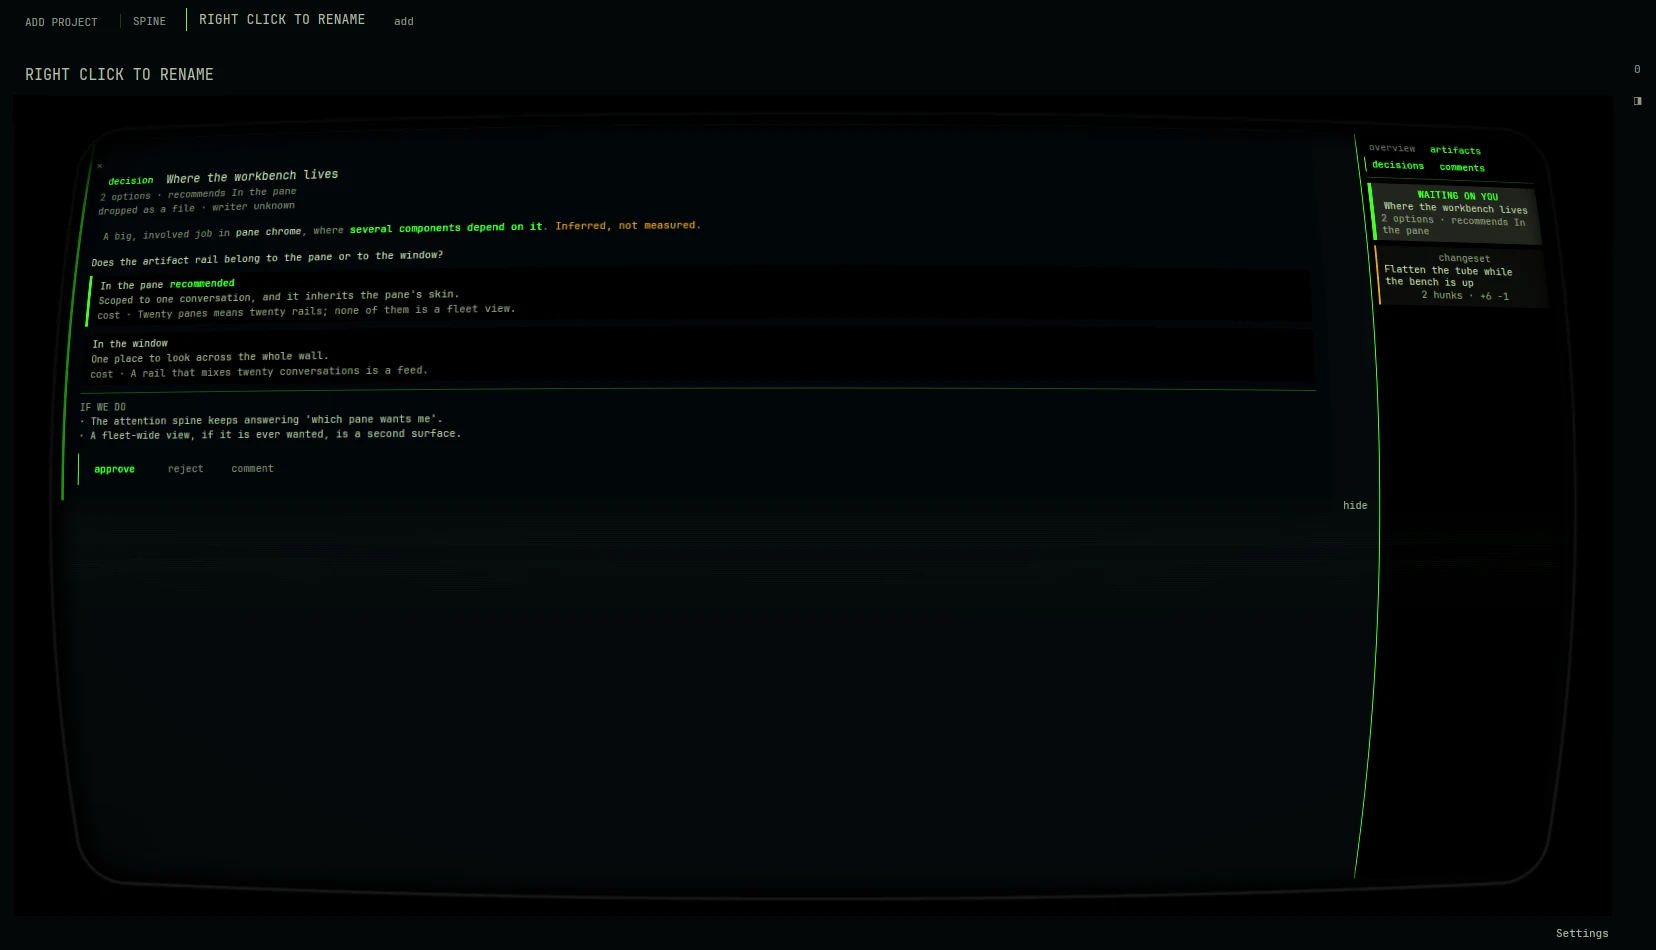 ADD PROJECT
SPINE
RIGHT CLICK TO RENAME
add
RIGHT CLICK TO RENAME
0
×
decision Where the workbench lives
2 options · recommends In the pane
dropped as a file · writer unknown
A big, involved job in pane chrome, where several components depend on it. Inferred, not measured.
Does the artifact rail belong to the pane or to the window?
In the pane recommended
Scoped to one conversation, and it inherits the pane's skin.
cost · Twenty panes means twenty rails; none of them is a fleet view.
In the window
One place to look across the whole wall.
cost · A rail that mixes twenty conversations is a feed.
IF WE DO
· The attention spine keeps answering 'which pane wants me'.
· A fleet-wide view, if it is ever wanted, is a second surface.
approve reject comment
hide
overview artifacts
decisions comments
WAITING ON YOU
Where the workbench lives
2 options · recommends In
the pane
changeset
Flatten the tube while
the bench is up
2 hunks · +6 -1
Settings